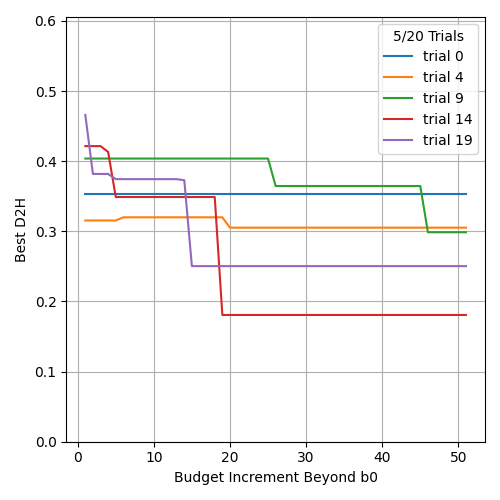 5/20 Trials
trial 0
trial 4
trial 9
trial 14
trial 19
0.6
0.5
0.4
0.3
0.2
0.1
0.0
Best D2H
0 10 20 30 40 50
Budget Increment Beyond b0